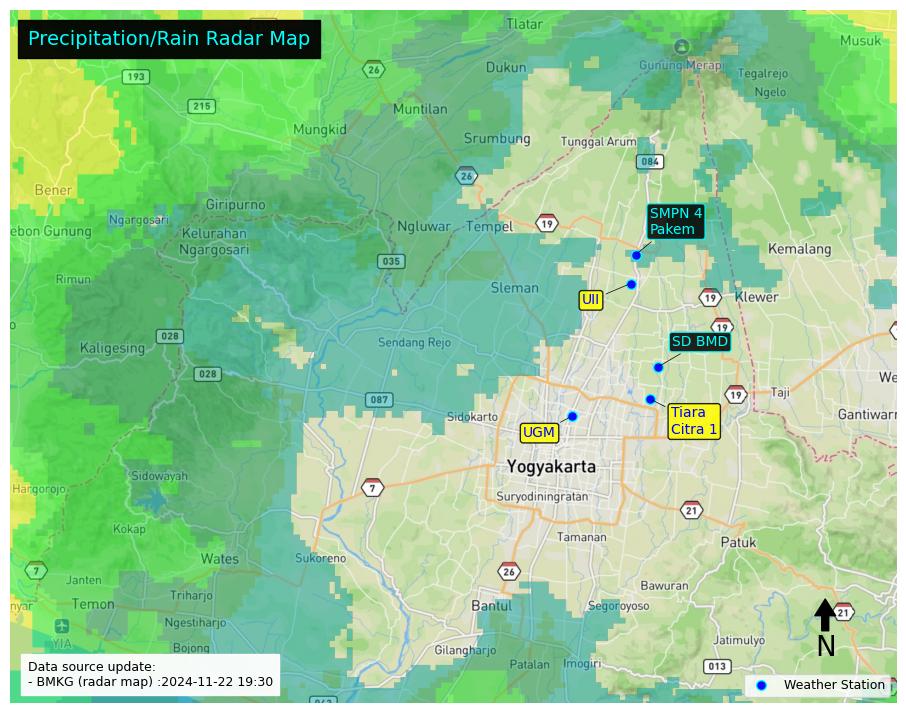 Precipitation/Rain Radar Map
Tlatar
Musuk
26
193
Dukun
Gunung Merapi
Tegalrejo
Ngelo
215
Muntilan
Mungkid
Srumbung
Tunggal Arum
084
26
Bener
Giripurno
Ngargosari
SMPN 4
Pakem
ebon Gunung
Kelurahan
Ngargosari
Ngluwar
Tempel
19
Kemalang
035
Rimun
Sleman
UII
19
Klewer
19
028
Kaligesing
Sendang Rejo
SD BMD
028
087
19
Taji
We
Sidokarto
UGM
Tiara
Citra 1
Gantiwarn
Yogyakarta
Sidowayah
Hargorojo
7
Suryodiningratan
21
Kokap
Tamanan
Patuk
Wates
Sukoreno
7
Janten
26
Bawuran
Triharjo
nyar
Temon
Bantul
Segoroyoso
21
Ngestiharjo
YIA
N
Bojong
Gilangharjo
Jatimulyo
Patalan
Imogiri
013
Data source update:
- BMKG (radar map) :2024-11-22 19:30
Weather Station